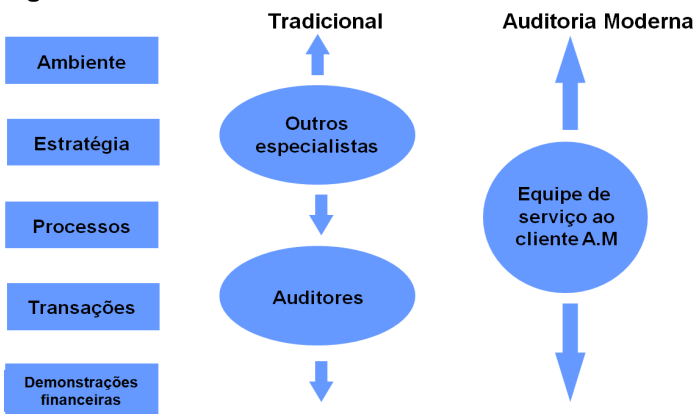 Tradicional
Auditoria Moderna
Ambiente
Estratégia
Processos
Transações
Demonstrações
financeiras
Outros
especialistas
Auditores
Equipe de
serviço ao
cliente A.M